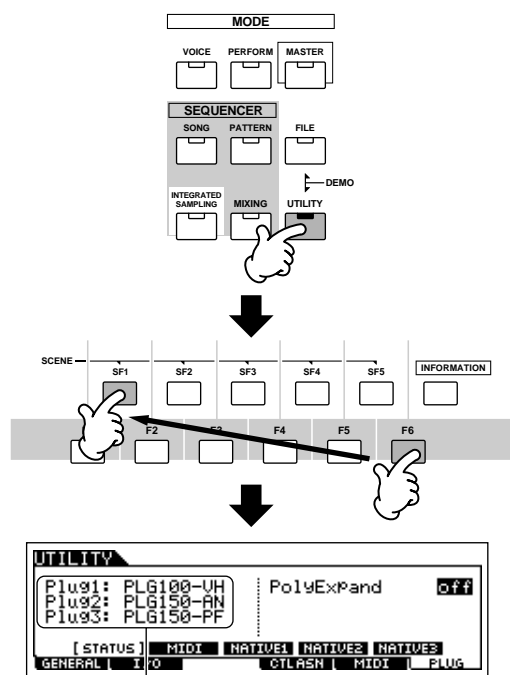 MODE
VOICE PERFORM MASTER
SEQUENCER
SONG PATTERN FILE
DEMO
INTEGRATED
SAMPLING MIXING UTILITY
SCENE
SF1 SF2 SF3 SF4 SF5 INFORMATION
F2 F3 F4 F5 F6
UTILITY
Plug1: PLG100-VH PolyExpand off
Plug2: PLG150-AN
Plug3: PLG150-PF
[ STATUS ] MIDI NATIVE1 NATIVE2 NATIVE3
GENERAL I/O CTLASN MIDI PLUG